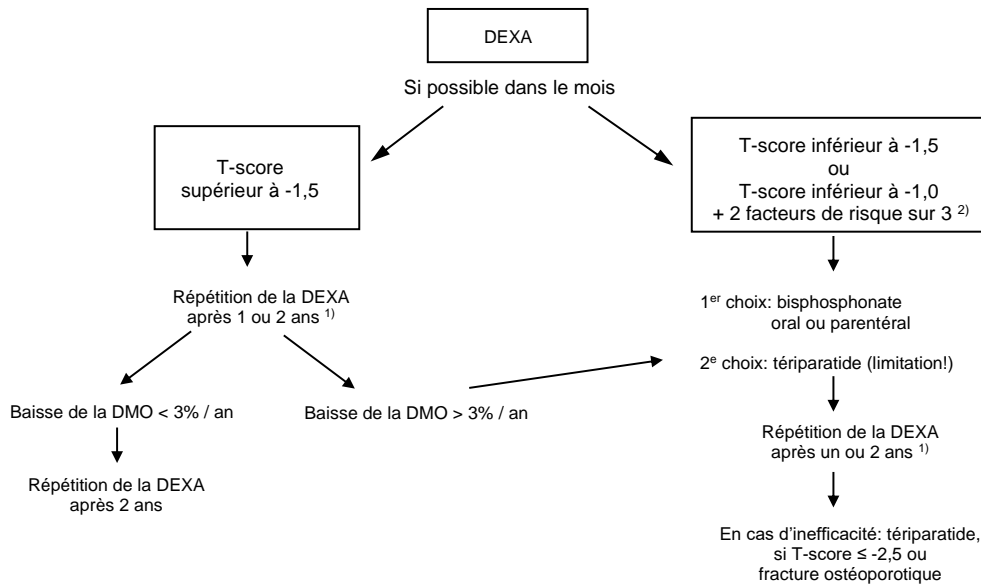 DEXA
Si possible dans le mois
T-score
supérieur à -1,5
T-score inférieur à -1,5
ou
T-score inférieur à -1,0
+ 2 facteurs de risque sur 3 2)
Répétition de la DEXA
après 1 ou 2 ans 1)
1er choix: bisphosphonate
oral ou parentéral
2e choix: tériparatide (limitation!)
Baisse de la DMO < 3% / an
Baisse de la DMO > 3% / an
Répétition de la DEXA
après un ou 2 ans 1)
Répétition de la DEXA
après 2 ans
En cas d’inefficacité: tériparatide,
si T-score ≤ -2,5 ou
fracture ostéoporotique